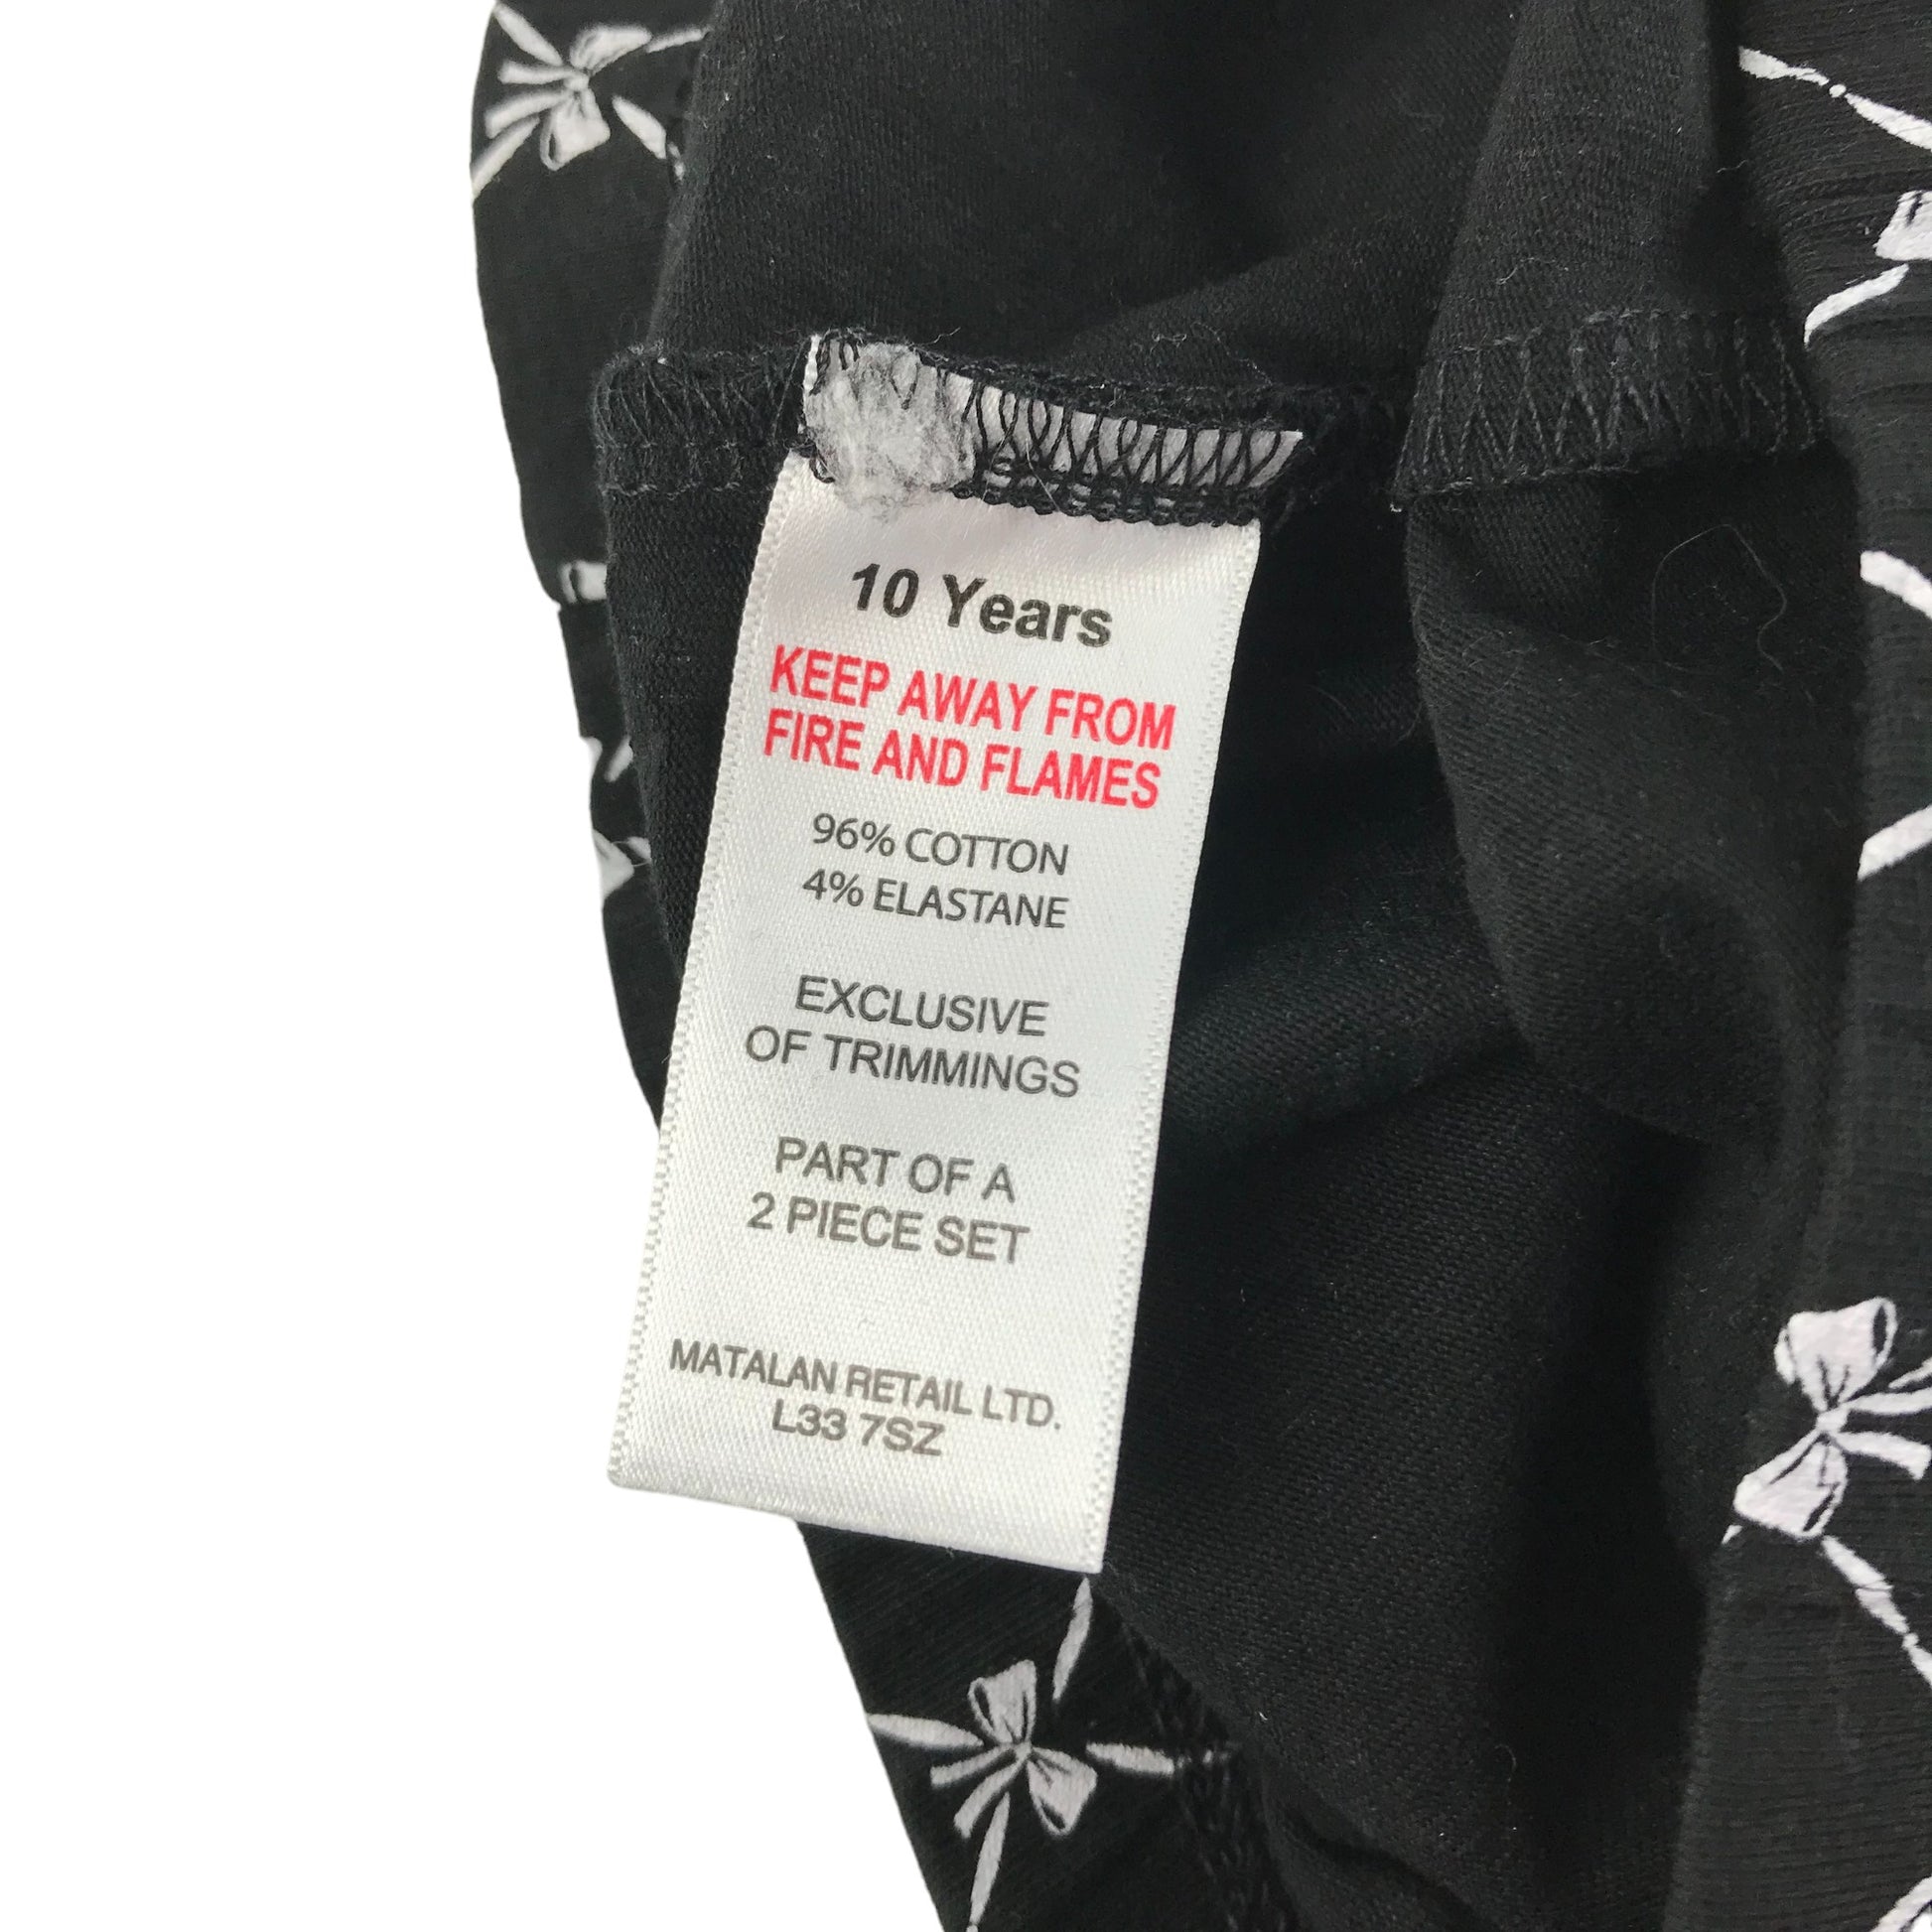 10 Years
KEEP AWAY FROM
FIRE AND FLAMES
96% COTTON
4% ELASTANE
EXCLUSIVE
OF TRIMMINGS
PART OF A
2 PIECE SET
MATALAN RETAIL LTD.
L33 7SZ